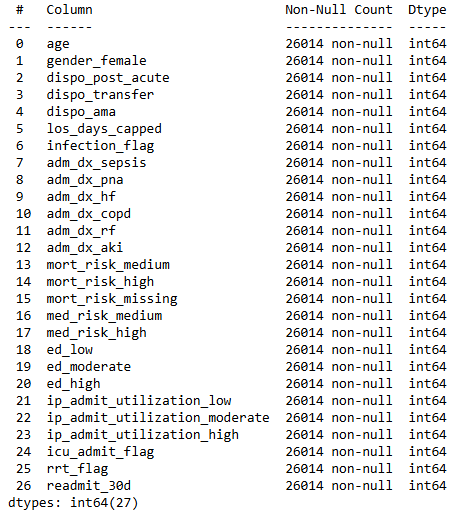 #   Column                       Non-Null Count  Dtype
---  ------                       --------------  -----
 0   age                          26014 non-null  int64
 1   gender_female                26014 non-null  int64
 2   dispo_post_acute             26014 non-null  int64
 3   dispo_transfer               26014 non-null  int64
 4   dispo_ama                    26014 non-null  int64
 5   los_days_capped              26014 non-null  int64
 6   infection_flag               26014 non-null  int64
 7   adm_dx_sepsis                26014 non-null  int64
 8   adm_dx_pna                   26014 non-null  int64
 9   adm_dx_hf                    26014 non-null  int64
 10  adm_dx_copd                  26014 non-null  int64
 11  adm_dx_rf                    26014 non-null  int64
 12  adm_dx_aki                   26014 non-null  int64
 13  mort_risk_medium             26014 non-null  int64
 14  mort_risk_high               26014 non-null  int64
 15  mort_risk_missing            26014 non-null  int64
 16  med_risk_medium              26014 non-null  int64
 17  med_risk_high                26014 non-null  int64
 18  ed_low                       26014 non-null  int64
 19  ed_moderate                  26014 non-null  int64
 20  ed_high                      26014 non-null  int64
 21  ip_admit_utilization_low     26014 non-null  int64
 22  ip_admit_utilization_moderate  26014 non-null  int64
 23  ip_admit_utilization_high    26014 non-null  int64
 24  icu_admit_flag               26014 non-null  int64
 25  rrt_flag                     26014 non-null  int64
 26  readmit_30d                  26014 non-null  int64
dtypes: int64(27)